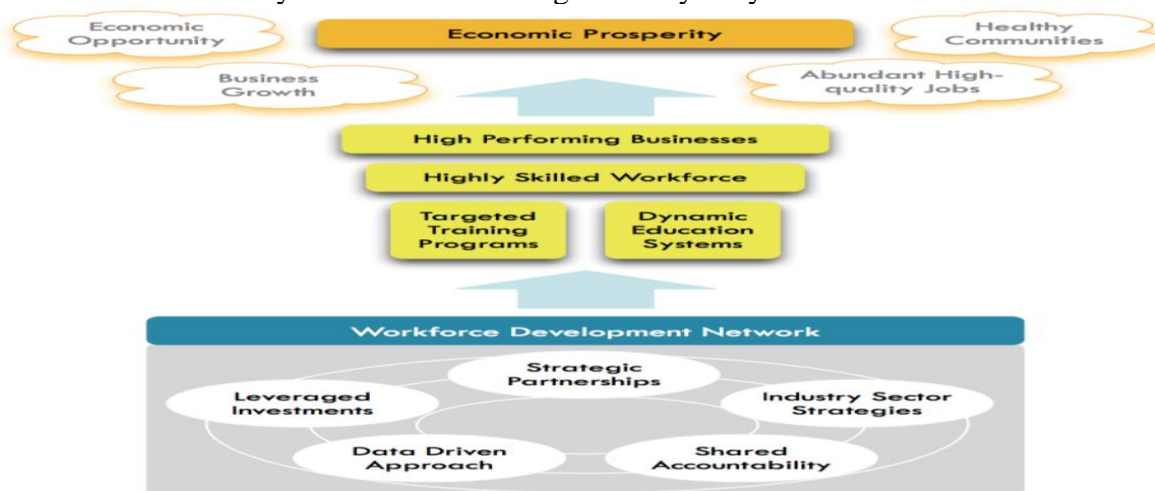 Economic
Opportunity
Economic Prosperity
Healthy
Communities
Business
Growth
Abundant High-
quality Jobs
High Performing Businesses
Highly Skilled Workforce
Targeted
Training
Programs
Dynamic
Education
Systems
Workforce Development Network
Strategic
Partnerships
Leveraged
Investments
Industry Sector
Strategies
Data Driven
Approach
Shared
Accountability